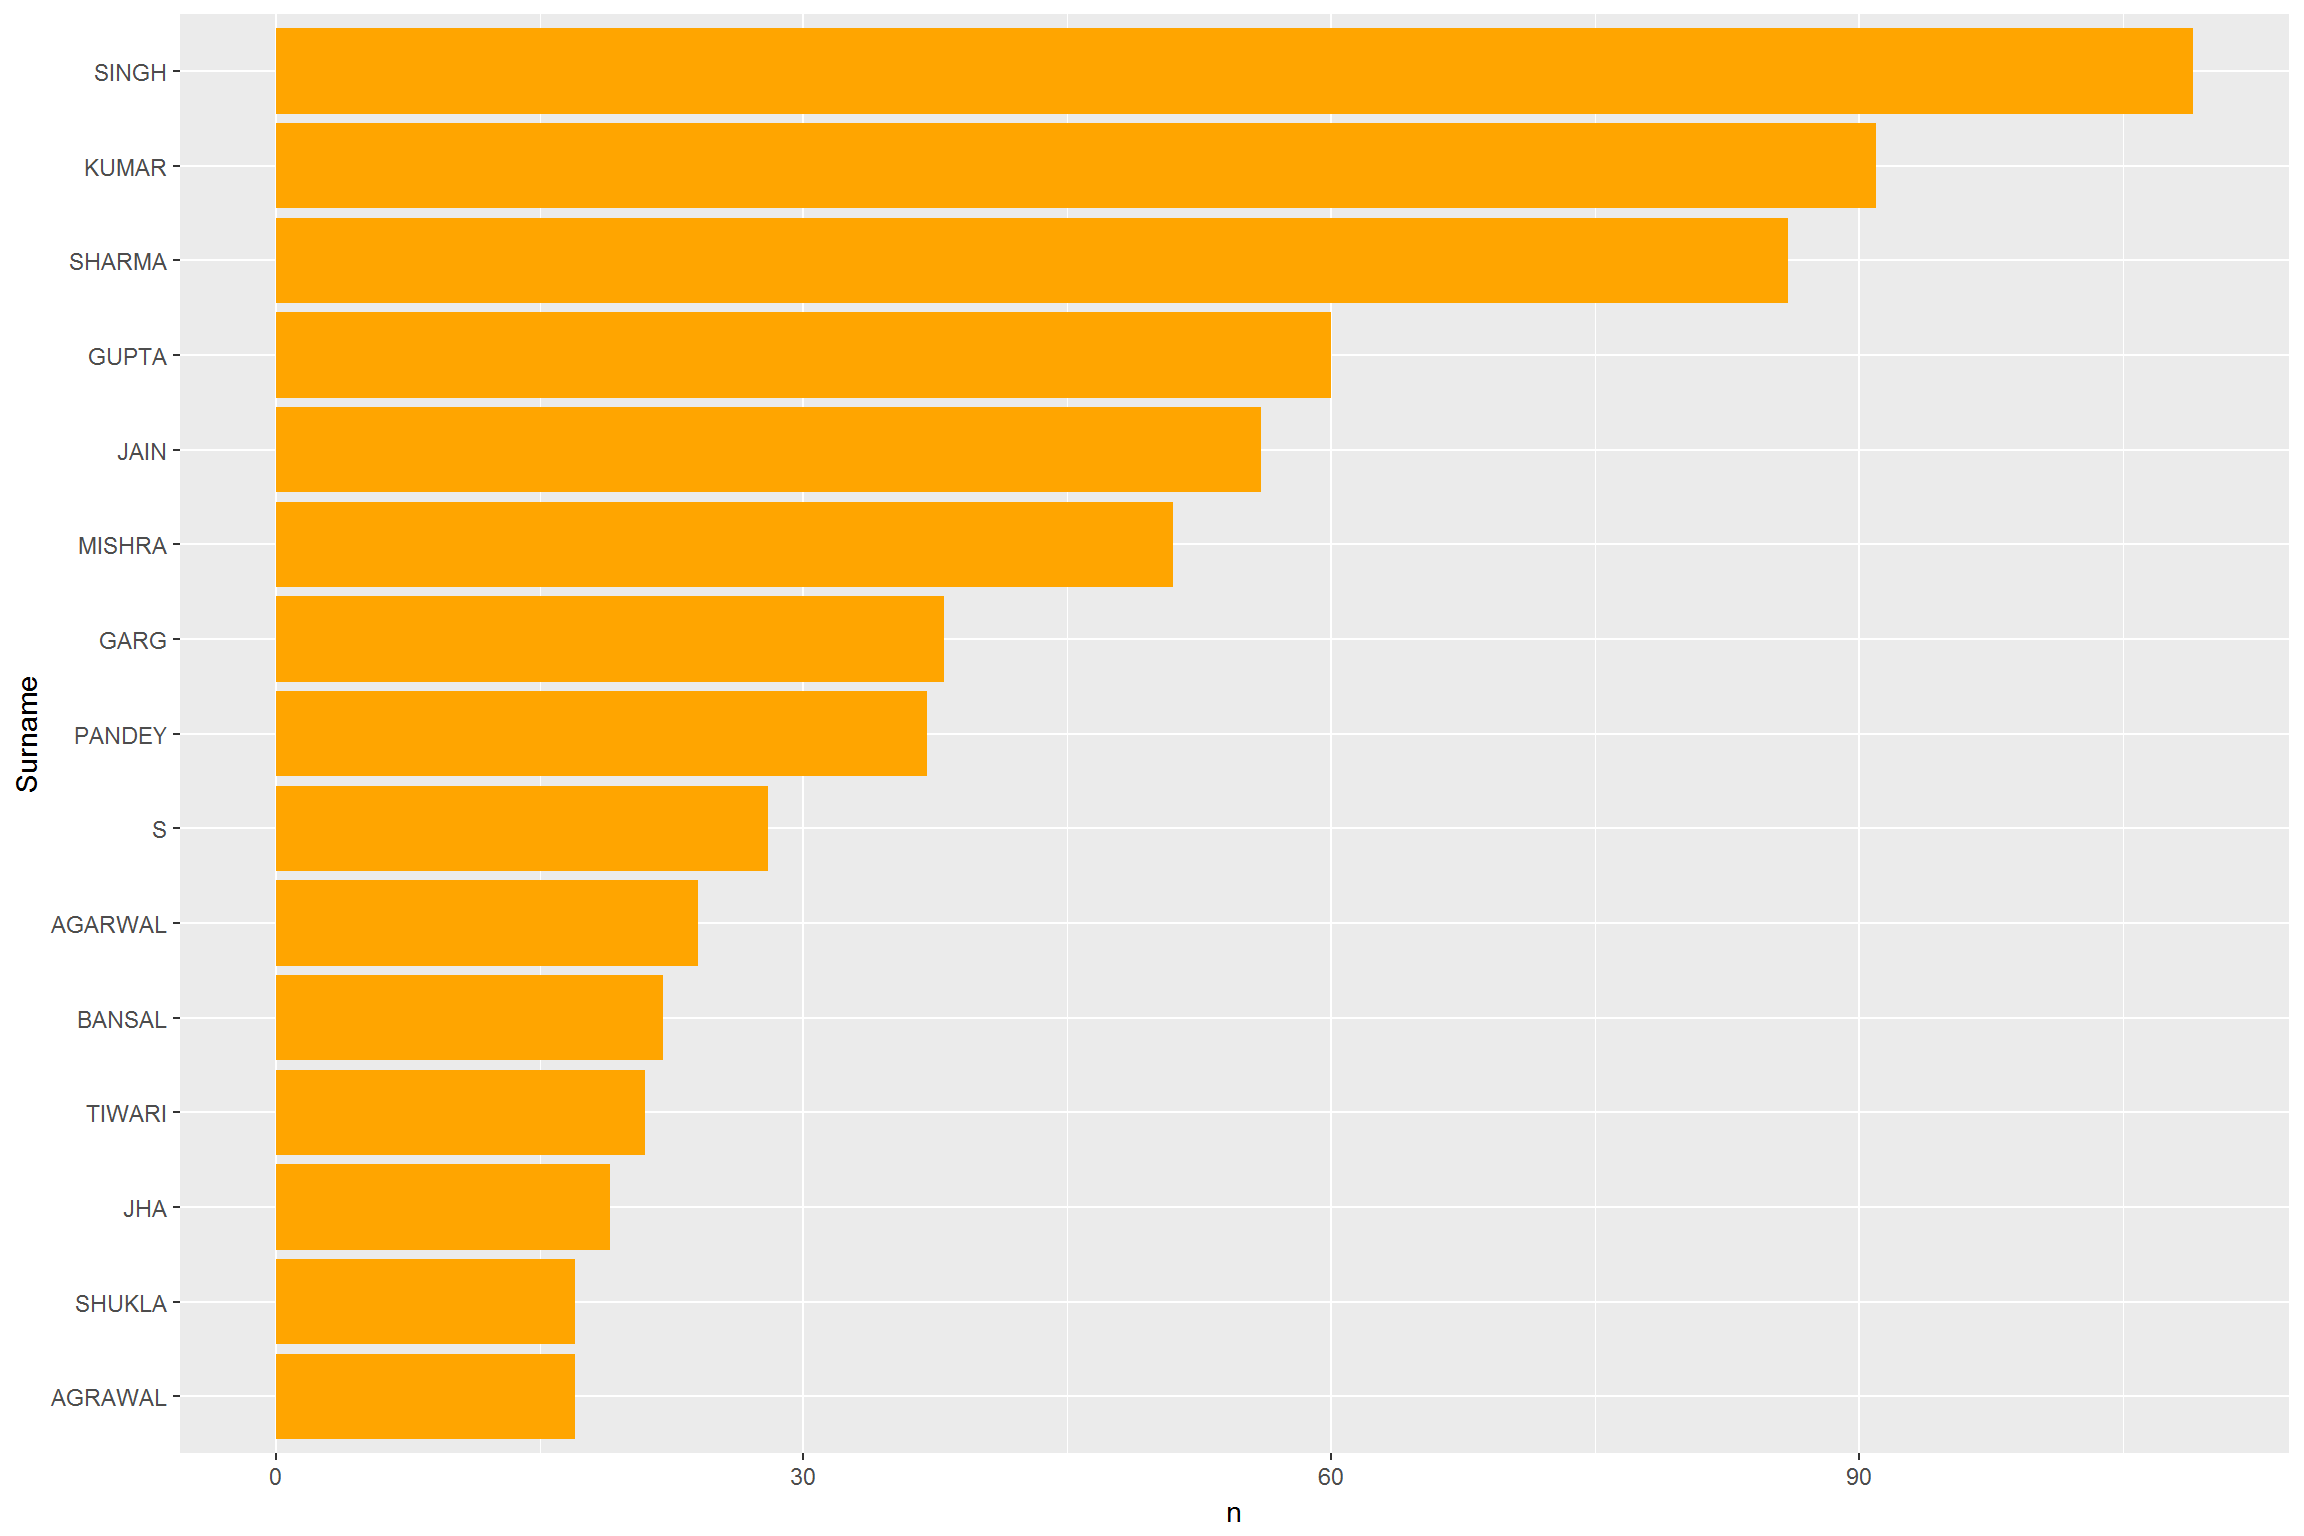 SINGH
KUMAR
SHARMA
GUPTA
JAIN
MISHRA
GARG
PANDEY
S
AGARWAL
BANSAL
TIWARI
JHA
SHUKLA
AGRAWAL
Surname
0 30 60 90
n